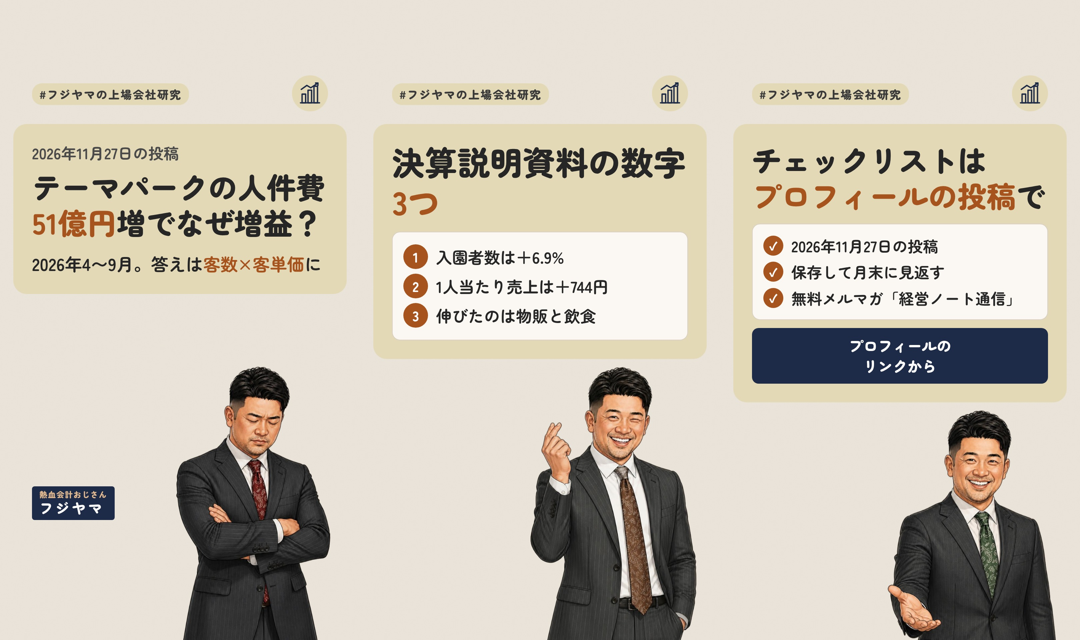 #フジヤマの上場会社研究
2026年11月27日の投稿
テーマパークの人件費
51億円増でなぜ増益？
2026年4〜9月。答えは客数×客単価に
熱血会計おじさん
フジヤマ
#フジヤマの上場会社研究
決算説明資料の数字
3つ
1 入園者数は＋6.9%
2 1人当たり売上は＋744円
3 伸びたのは物販と飲食
#フジヤマの上場会社研究
チェックリストは
プロフィールの投稿で
2026年11月27日の投稿
保存して月末に見返す
無料メルマガ「経営ノート通信」
プロフィールの
リンクから